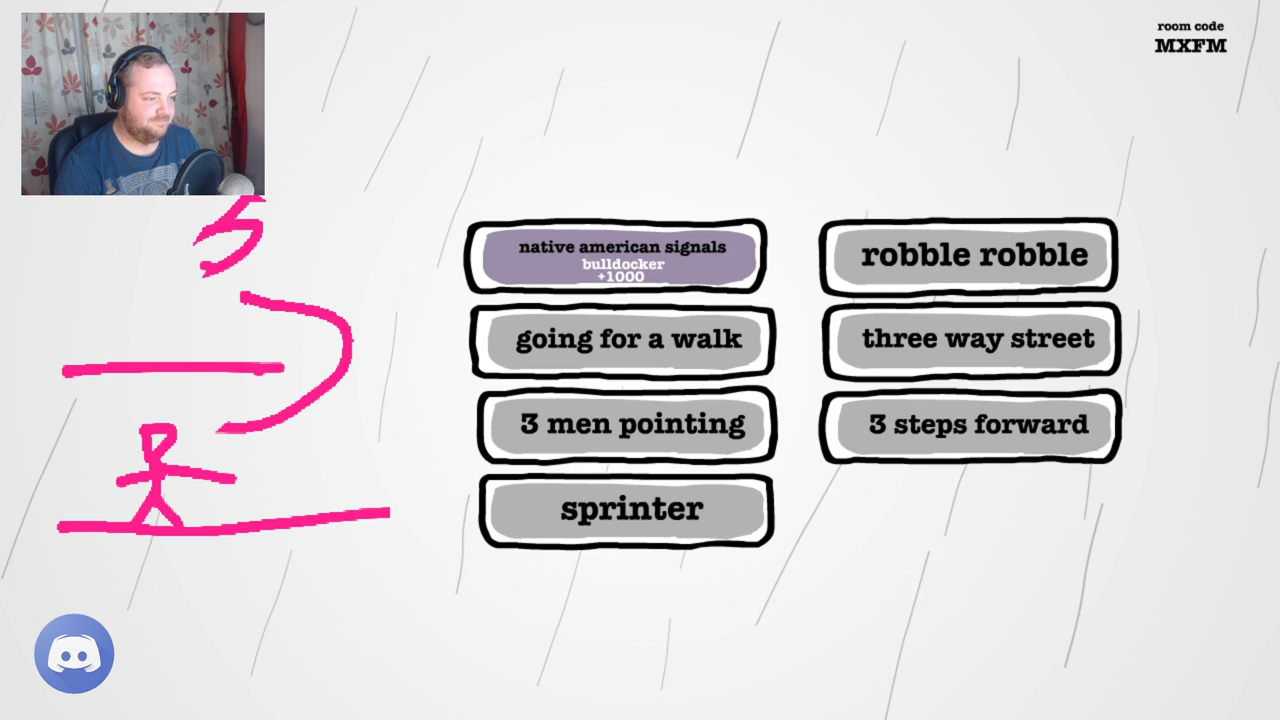 room code
MXFM
native american signals
bulldocker
+1000
robble robble
going for a walk
three way street
3 men pointing
3 steps forward
sprinter